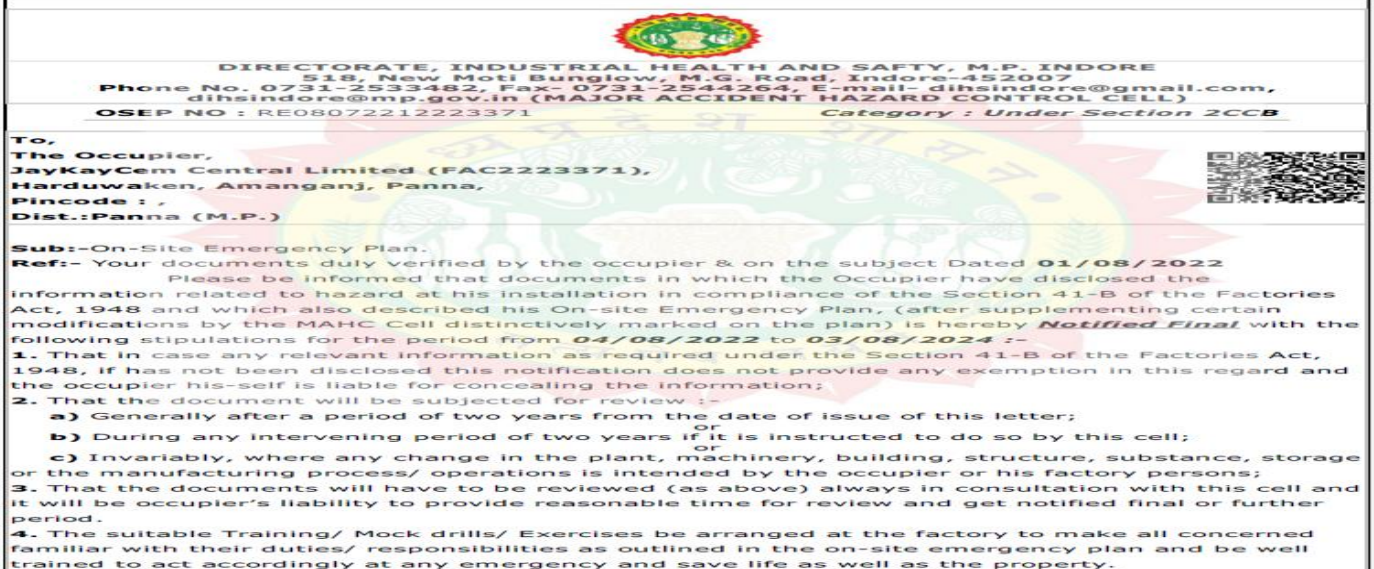 DIRECTORATE, INDUSTRIAL HEALTH AND SAFTY, M.P. INDORE
518, New Moti Bunglow, M.G. Road, Indore-452007
Phone No. 0731-2533482, Fax- 0731-2544264, E-mail- dihsindore@gmail.com,
dihsindore@mp.gov.in (MAJOR ACCIDENT HAZARD CONTROL CELL)
OSEP NO : RE08072212223371 Category : Under Section 2CCB
To,
The Occupier,
JayKayCem Central Limited (FAC2223371),
Harduwaken, Amanganj, Panna,
Pincode : ,
Dist.:Panna (M.P.)
Sub:-On-Site Emergency Plan.
Ref:- Your documents duly verified by the occupier & on the subject Dated 01/08/2022
Please be informed that documents in which the Occupier have disclosed the
information related to hazard at his installation in compliance of the Section 41-B of the Factories
Act, 1948 and which also described his On-site Emergency Plan, (after supplementing certain
modifications by the MAHC Cell distinctively marked on the plan) is hereby Notified Final with the
following stipulations for the period from 04/08/2022 to 03/08/2024 :-
1. That in case any relevant information as required under the Section 41-B of the Factories Act,
1948, if has not been disclosed this notification does not provide any exemption in this regard and
the occupier his-self is liable for concealing the information;
2. That the document will be subjected for review :-
a) Generally after a period of two years from the date of issue of this letter;
or
b) During any intervening period of two years if it is instructed to do so by this cell;
or
c) Invariably, where any change in the plant, machinery, building, structure, substance, storage
or the manufacturing process/ operations is intended by the occupier or his factory persons;
3. That the documents will have to be reviewed (as above) always in consultation with this cell and
it will be occupier's liability to provide reasonable time for review and get notified final or further
period.
4. The suitable Training/ Mock drills/ Exercises be arranged at the factory to make all concerned
familiar with their duties/ responsibilities as outlined in the on-site emergency plan and be well
trained to act accordingly at any emergency and save life as well as the property.